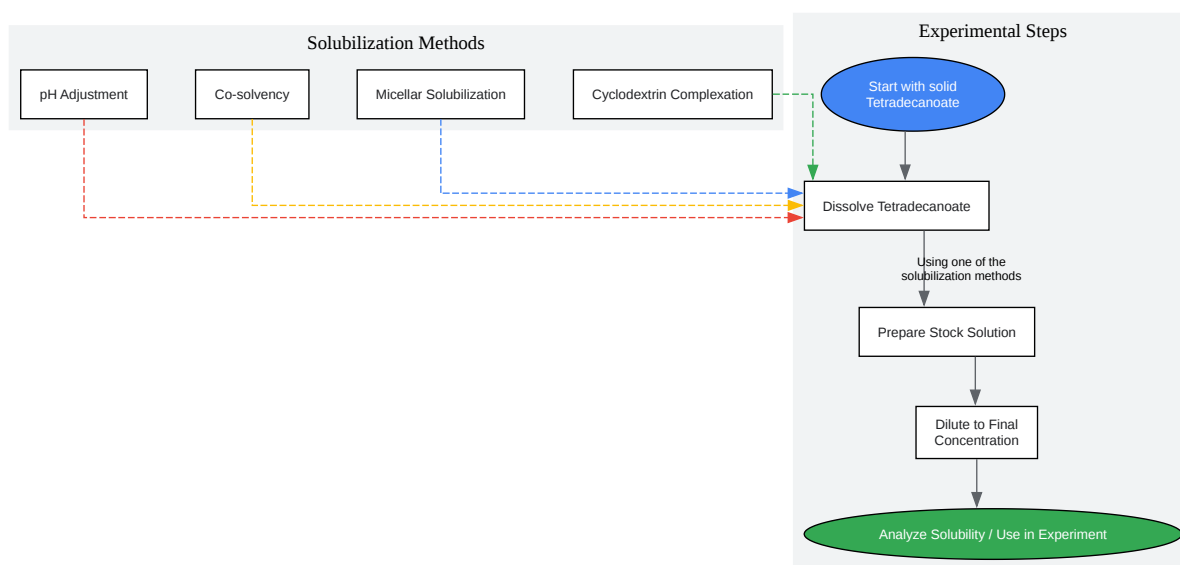 Solubilization Methods
pH Adjustment
Co-solvency
Micellar Solubilization
Cyclodextrin Complexation
Experimental Steps
Start with solid
Tetradecanoate
Dissolve Tetradecanoate
Using one of the
solubilization methods
Prepare Stock Solution
Dilute to Final
Concentration
Analyze Solubility / Use in Experiment